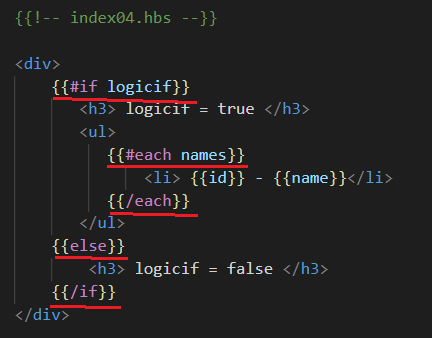 {{!-- index04.hbs --}}
<div>
{{#if logicif}}
<h3> logicif = true </h3>
<ul>
{{#each names}}
<li> {{id}} - {{name}}</li>
{{/each}}
</ul>
{{else}}
<h3> logicif = false </h3>
{{/if}}
</div>